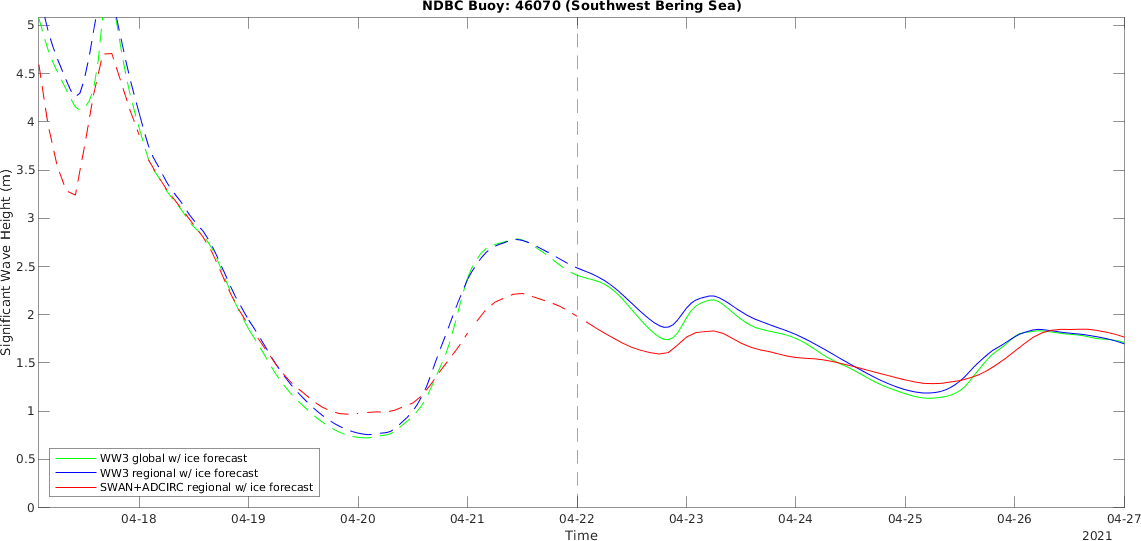 NDBC Buoy: 46070 (Southwest Bering Sea)
5
4.5
4
3.5
3
2.5
2
1.5
1
0.5
0
Significant Wave Height (m)
WW3 global w/ ice forecast
WW3 regional w/ ice forecast
SWAN+ADCIRC regional w/ ice forecast
04-18 04-19 04-20 04-21 04-22 04-23 04-24 04-25 04-26 04-27
Time
2021